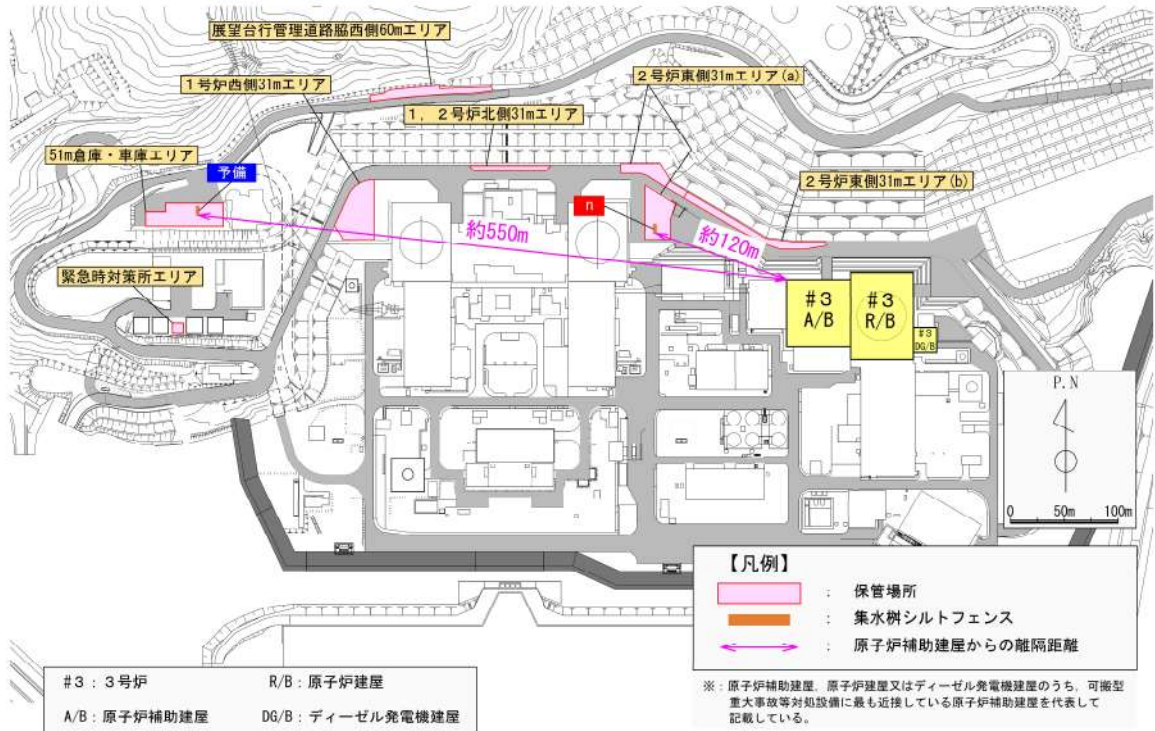 展望台行管理道路脇西側60mエリア
1号炉西側31mエリア
2号炉東側31mエリア(a)
1，2号炉北側31mエリア
51m倉庫・車庫エリア
予備
2号炉東側31mエリア(b)
n
約550m
約120m
緊急時対策所エリア
#3
A/B
#3
R/B
#3
DG/B
P.N
0 50m 100m
【凡例】
： 保管場所
： 集水桝シルトフェンス
： 原子炉補助建屋からの離隔距離
#3：3号炉 R/B：原子炉建屋
A/B：原子炉補助建屋 DG/B：ディーゼル発電機建屋
※：原子炉補助建屋，原子炉建屋又はディーゼル発電機建屋のうち，可搬型
重大事故等対処設備に最も近接している原子炉補助建屋を代表して
記載している。